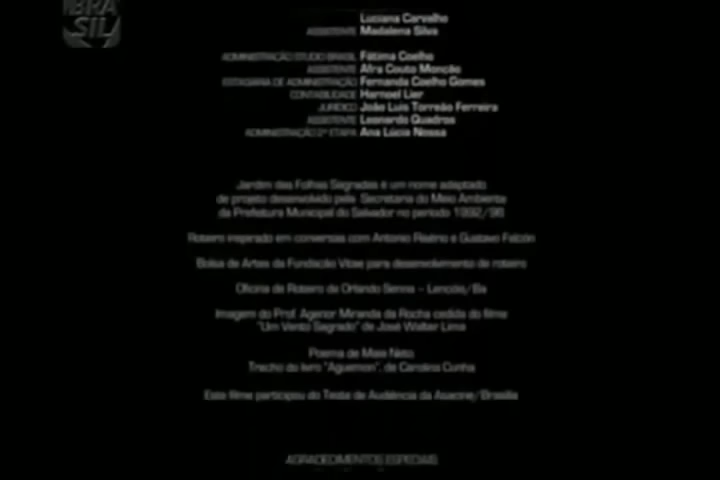 BRA
SIL
Luciana Carvalho
ASSISTENTE Madalena Silva
ADMINISTRAÇÃO STUDIO BRASIL Fátima Coelho
ASSISTENTE Afra Couto Monção
ESTAGIÁRIA DE ADMINISTRAÇÃO Fernanda Coelho Gomes
CONTABILIDADE Lier
JURÍDICO João Luis Torreão Ferreira
ASSISTENTE Leonardo Quadros
ADMINISTRAÇÃO 2ª ETAPA Ana Lúcia Nossa
Jardim das Folhas Sagradas é um nome adaptado
de projeto desenvolvido pela Secretaria do Meio Ambiente
da Prefeitura Municipal do Salvador no período 1992/96
Roteiro inspirado em conversas com Antonio Risério e Gustavo Falcón
Bolsa de Artes da Fundação Vitae para desenvolvimento de roteiro
Oficina de Roteiro de Orlando Senna - Lençóis/Ba
Imagem do Prof. Agenor Miranda da Rocha cedida do filme
"Um Vento Sagrado" de José Walter Lima
Poema de Maia Neto
Trecho do livro "Aguemon", de Carolina Cunha
Este filme participou do Teste de Audiência da Asacine/Brasília
AGRADECIMENTOS ESPECIAIS